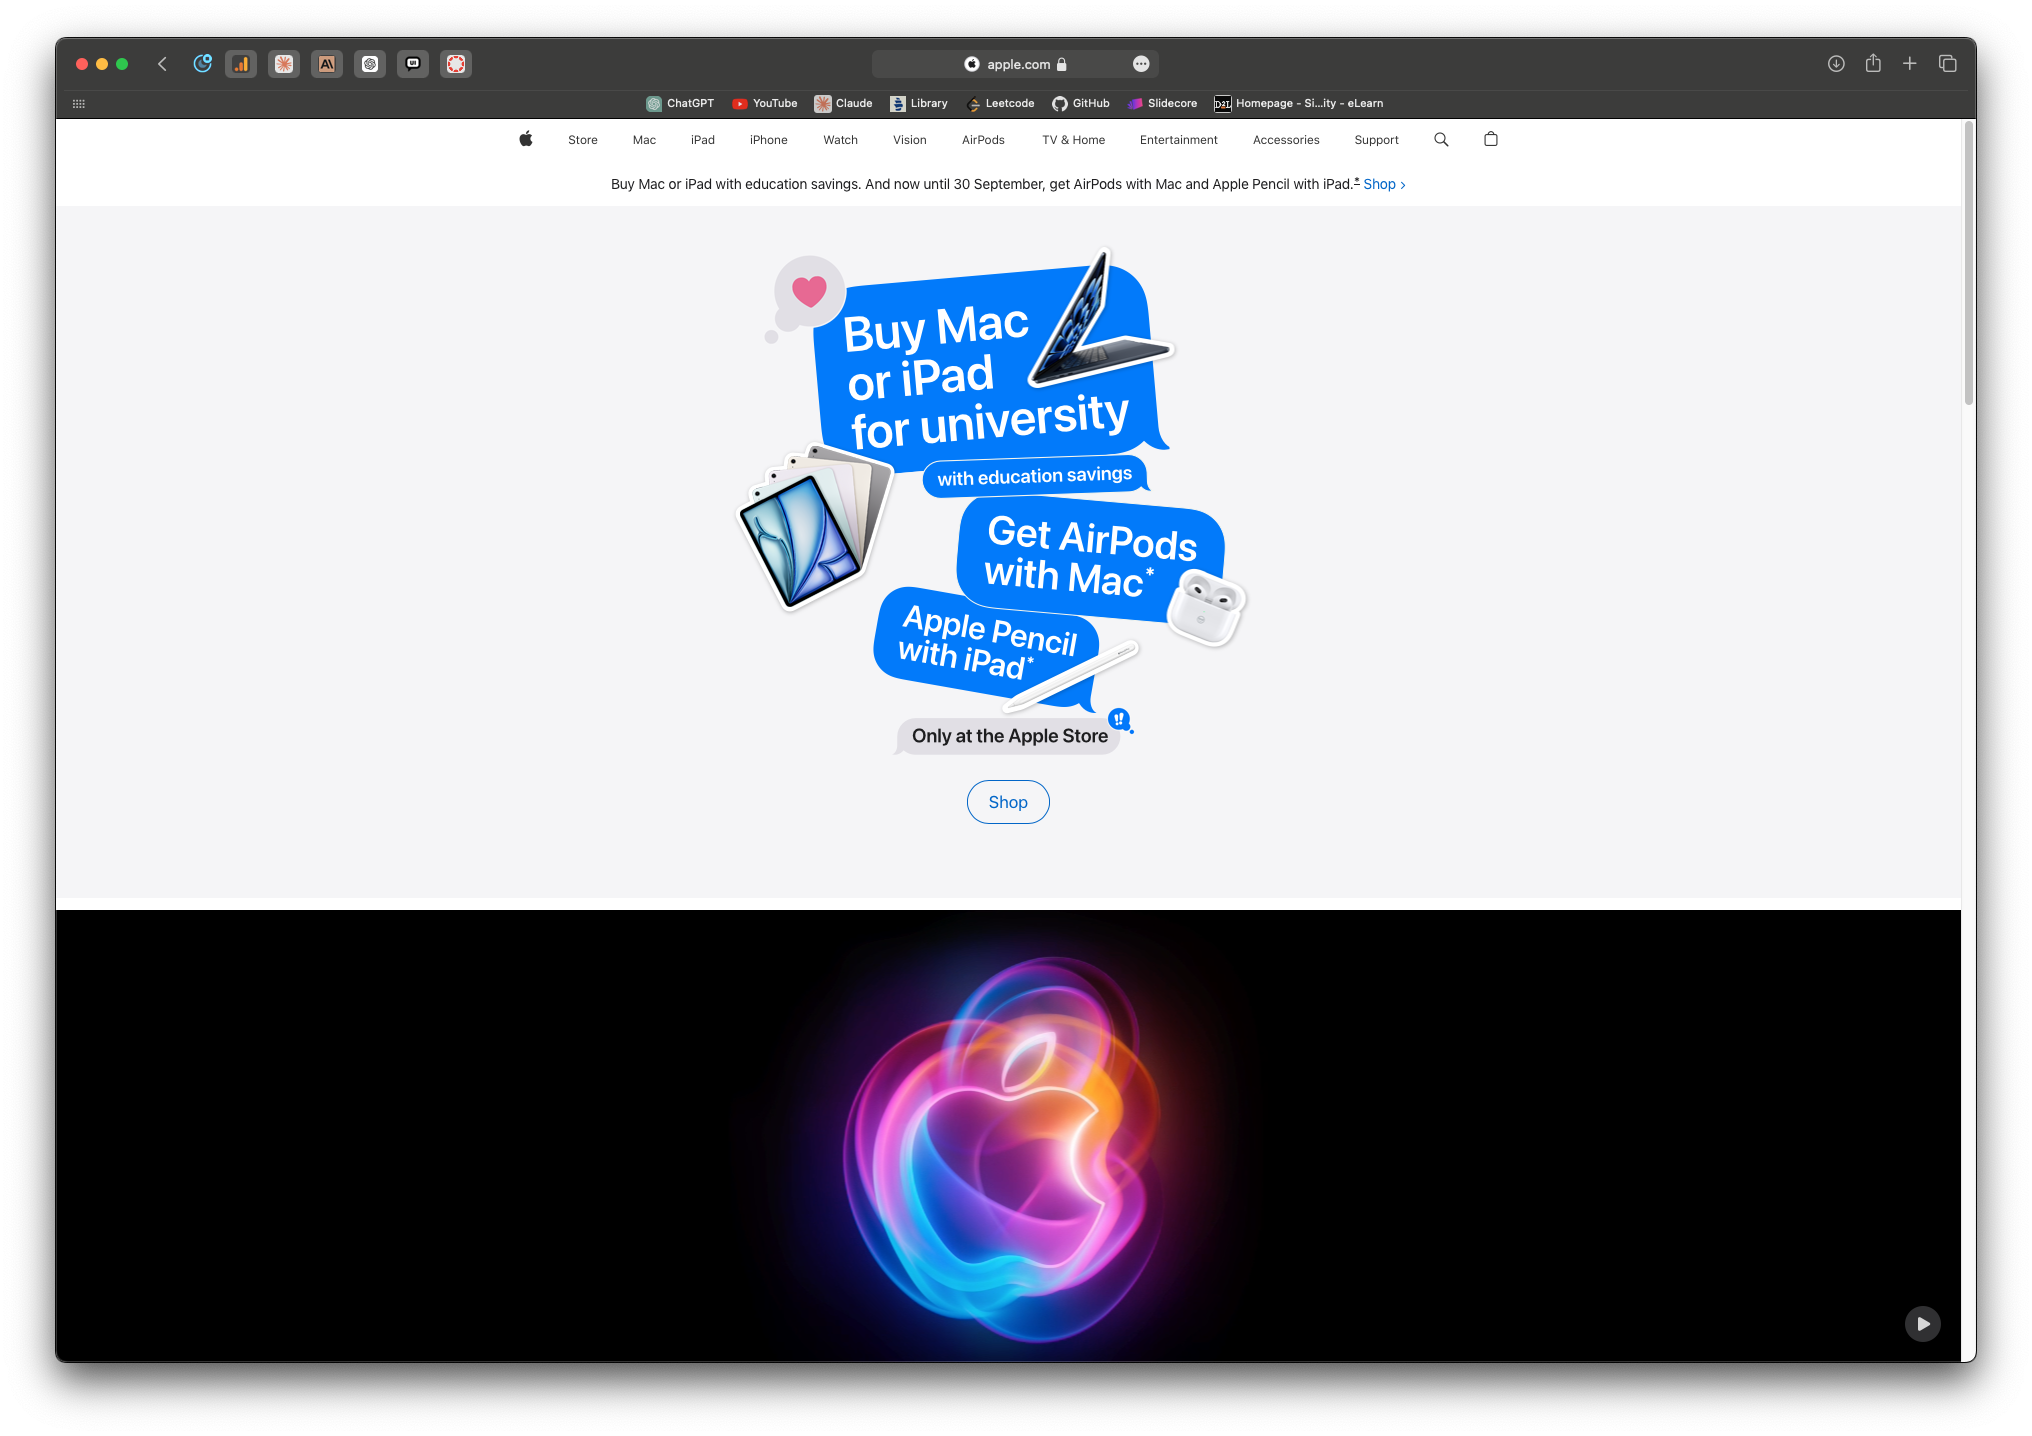 apple.com
ChatGPT YouTube Claude Library Leetcode GitHub Slidecore Homepage - Si...ity - eLearn
Store Mac iPad iPhone Watch Vision AirPods TV & Home Entertainment Accessories Support
Buy Mac or iPad with education savings. And now until 30 September, get AirPods with Mac and Apple Pencil with iPad.* Shop >
Buy Mac
or iPad
for university
with education savings
Get AirPods
with Mac*
Apple Pencil
with iPad*
!!
Only at the Apple Store
Shop